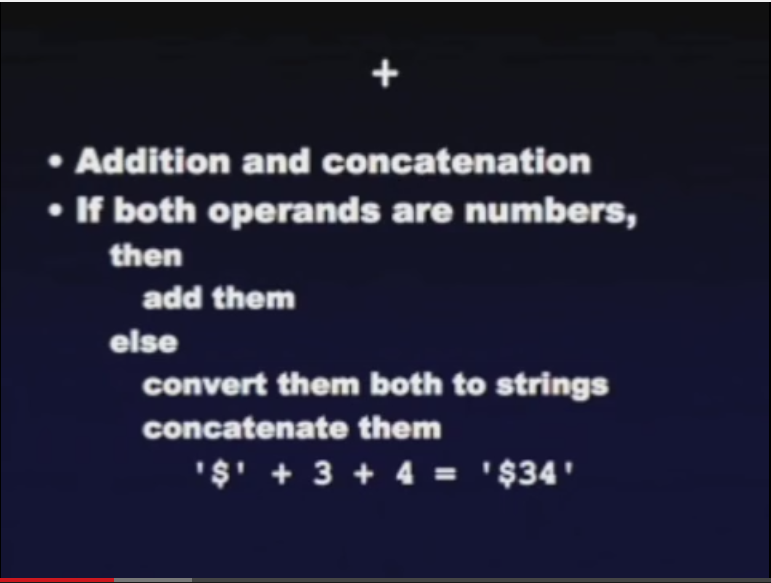 +
• Addition and concatenation
• If both operands are numbers,
then
add them
else
convert them both to strings
concatenate them
'$' + 3 + 4 = '$34'